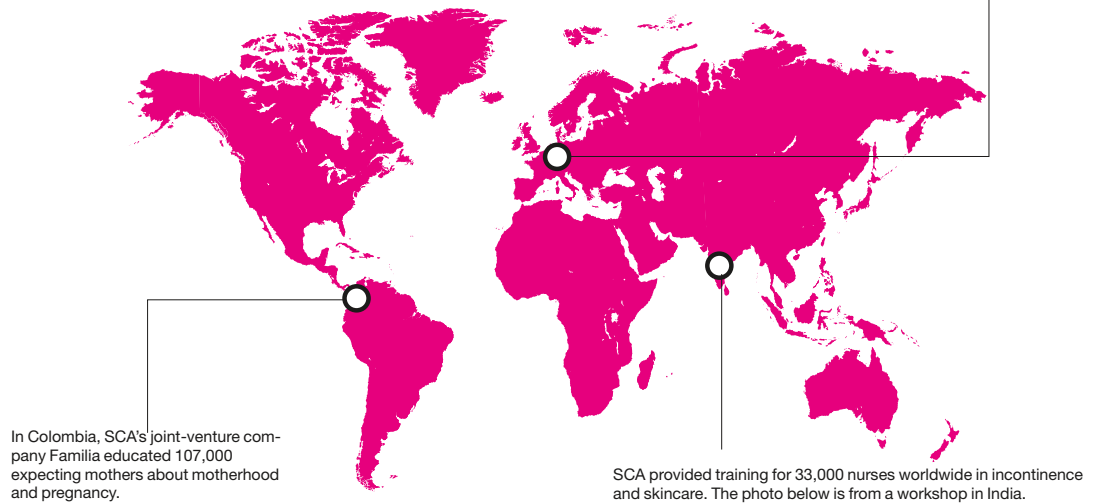 In Colombia, SCA's joint-venture com-
pany Familia educated 107,000
expecting mothers about motherhood
and pregnancy.
SCA provided training for 33,000 nurses worldwide in incontinence
and skincare. The photo below is from a workshop in India.